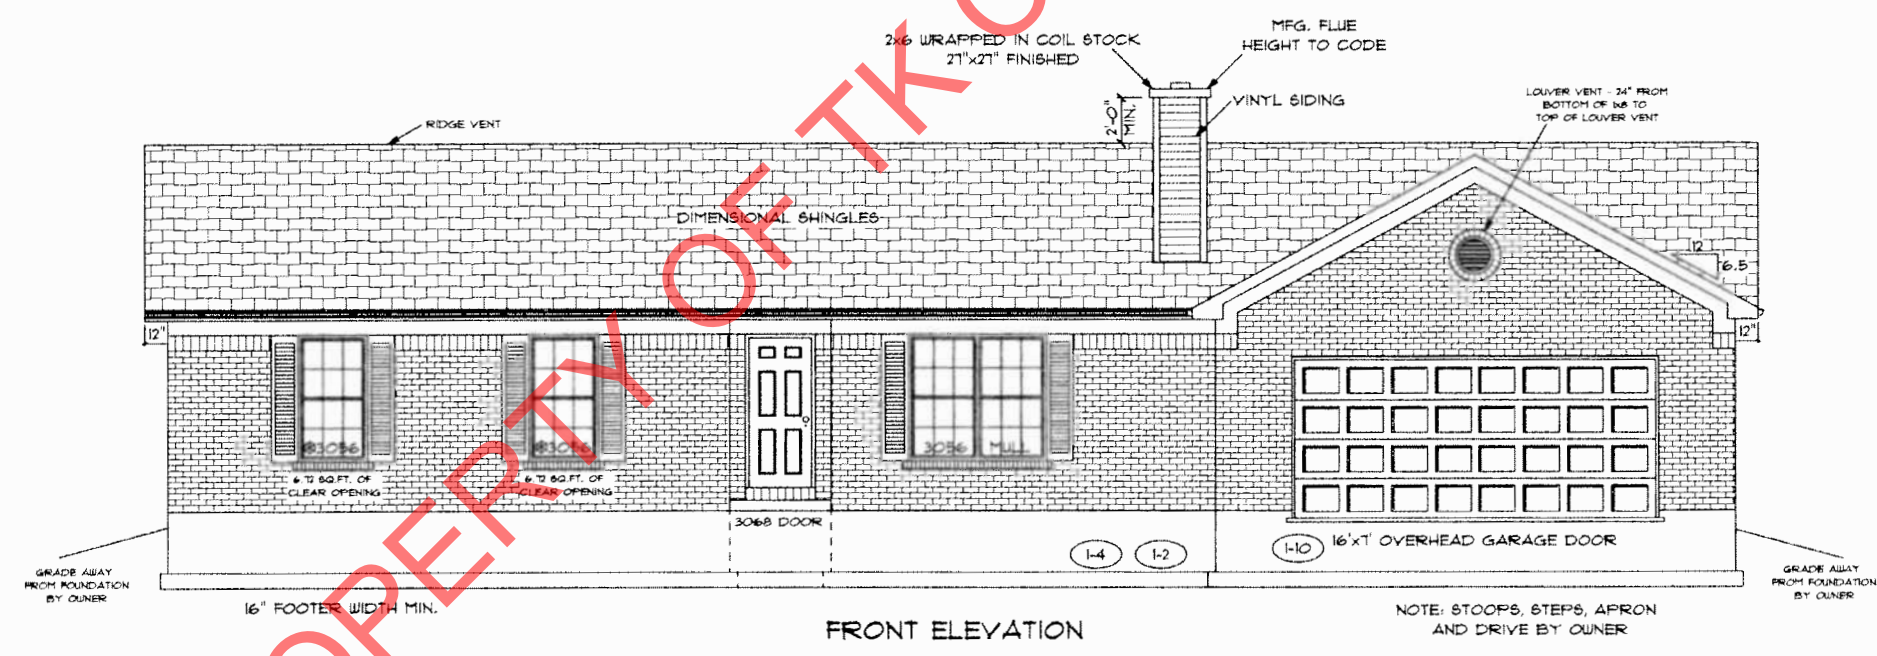 2x6 WRAPPED IN COIL STOCK
27"x27" FINISHED
MFG. FLUE
HEIGHT TO CODE
LOUVER VENT - 24" FROM
BOTTOM OF 1x8 TO
TOP OF LOUVER VENT
RIDGE VENT
2'-0"
MIN.
VINYL SIDING
DIMENSIONAL SHINGLES
12
6.5
12"
12"
3056
3056
3056 MULL
6.72 SQ.FT. OF
CLEAR OPENING
6.72 SQ.FT. OF
CLEAR OPENING
3068 DOOR
1-4
1-2
1-10
16'x7' OVERHEAD GARAGE DOOR
GRADE AWAY
FROM FOUNDATION
BY OWNER
GRADE AWAY
FROM FOUNDATION
BY OWNER
16" FOOTER WIDTH MIN.
FRONT ELEVATION
NOTE: STOOPS, STEPS, APRON
AND DRIVE BY OWNER
OPERTY OF TK C